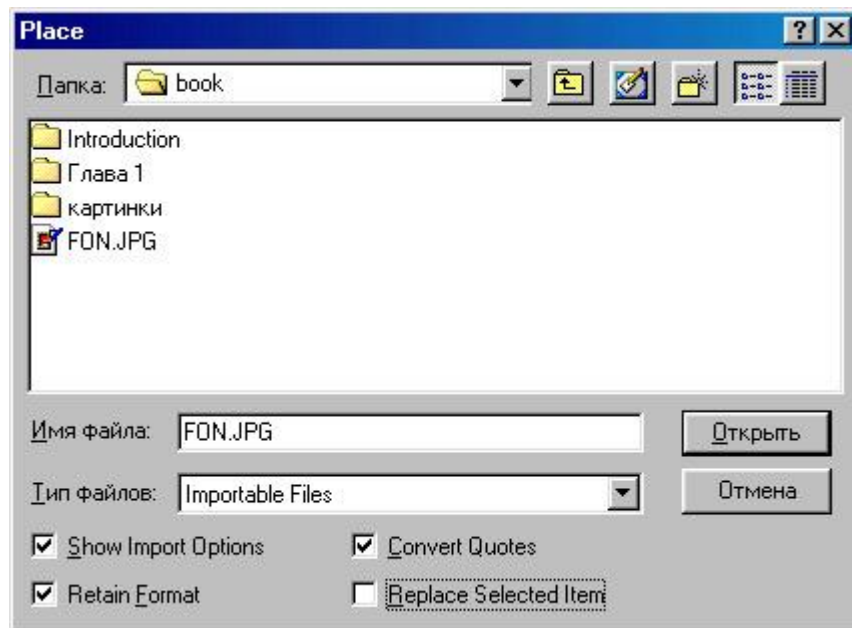 Place
Папка: book
Introduction
Глава 1
картинки
FON.JPG
Имя файла: FON.JPG Открыть
Тип файлов: Importable Files Отмена
Show Import Options Convert Quotes
Retain Format Replace Selected Item